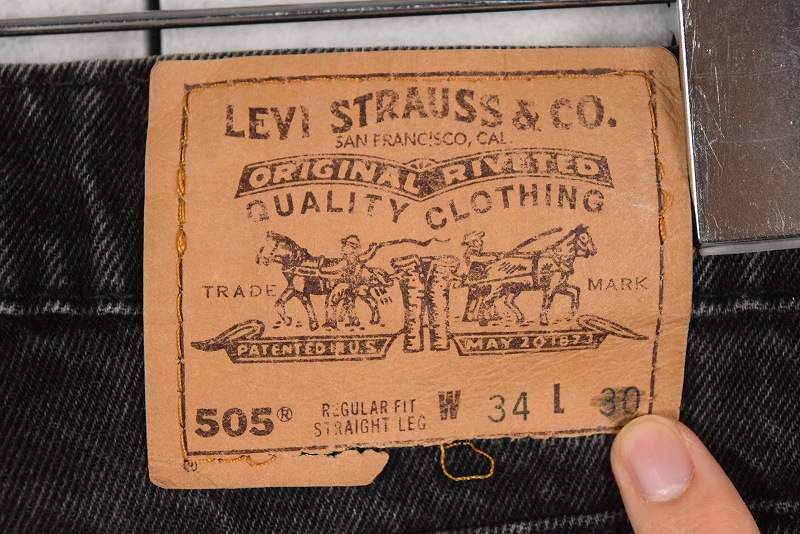 LEVI STRAUSS & CO.
SAN FRANCISCO, CAL.
ORIGINAL RIVETED
QUALITY CLOTHING
TRADE MARK
PATENTED IN U.S. MAY 20 1873
505® REGULAR FIT W 34 L 30
STRAIGHT LEG
®